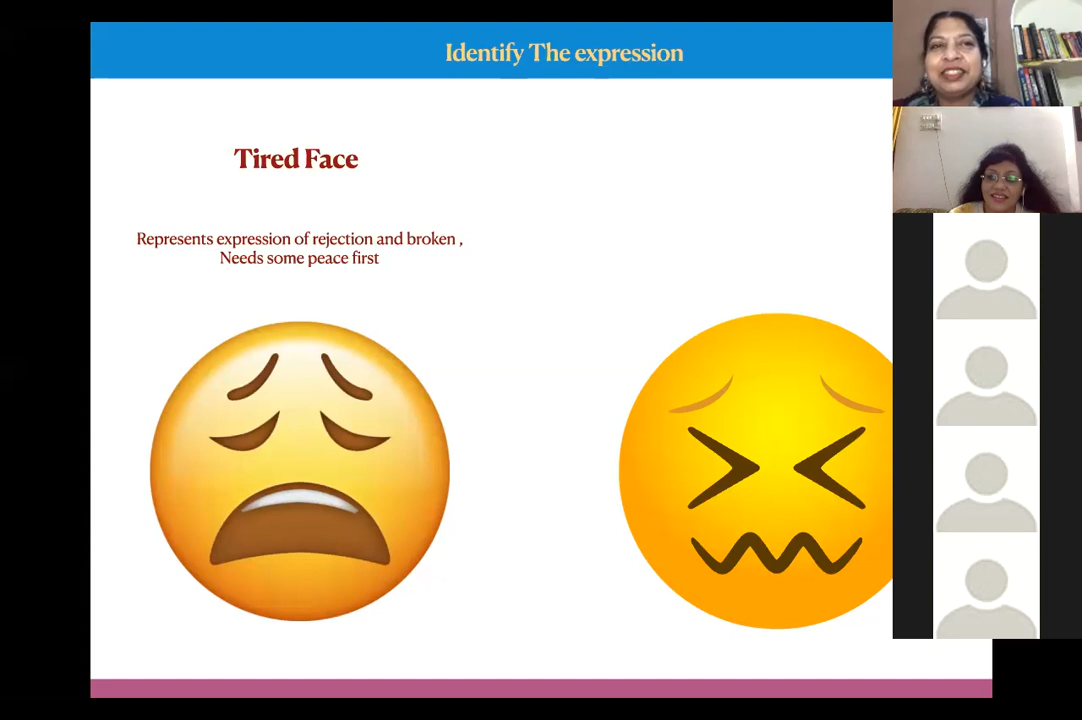 Identify The expression
Tired Face
Represents expression of rejection and broken ,
Needs some peace first